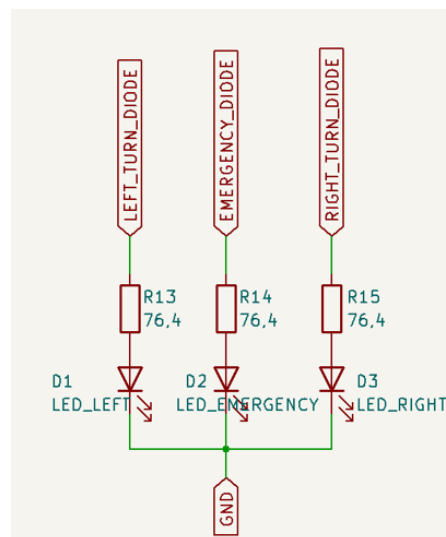 LEFT_TURN_DIODE
EMERGENCY_DIODE
RIGHT_TURN_DIODE
R13
76,4
R14
76,4
R15
76,4
D1
LED_LEFT
D2
LED_EMERGENCY
D3
LED_RIGHT
GND